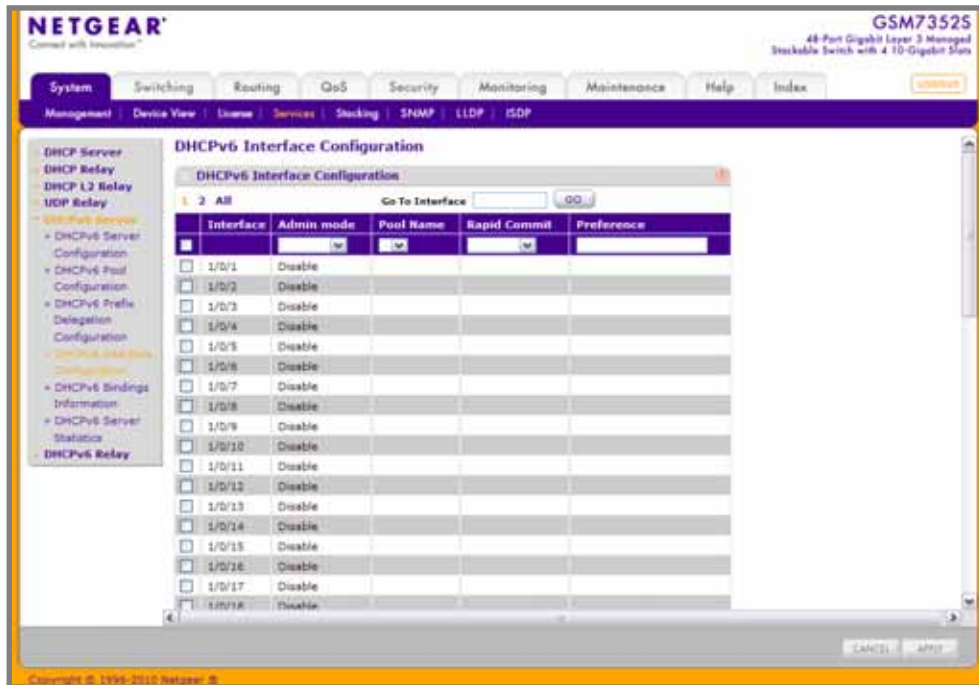 NETGEAR
Connect with Innovation
GSM7352S
48-Port Gigabit Layer 3 Managed
Stackable Switch with 4 10-Gigabit Slots
System Switching Routing QoS Security Monitoring Maintenance Help Index LOGOUT
Management Device View License Services Stacking SNMP LLDP ISDP
DHCP Server
DHCP Relay
DHCP L2 Relay
UDP Relay
DHCPv6 Server
DHCPv6 Server
Configuration
DHCPv6 Pool
Configuration
DHCPv6 Prefix
Delegation
Configuration
DHCPv6 Interface
Configuration
DHCPv6 Bindings
Information
DHCPv6 Server
Statistics
DHCPv6 Relay
DHCPv6 Interface Configuration
DHCPv6 Interface Configuration
1 2 All Go To Interface GO
Interface Admin mode Pool Name Rapid Commit Preference
1/0/1 Disable
1/0/2 Disable
1/0/3 Disable
1/0/4 Disable
1/0/5 Disable
1/0/6 Disable
1/0/7 Disable
1/0/8 Disable
1/0/9 Disable
1/0/10 Disable
1/0/11 Disable
1/0/12 Disable
1/0/13 Disable
1/0/14 Disable
1/0/15 Disable
1/0/16 Disable
1/0/17 Disable
1/0/18 Disable
CANCEL APPLY
Copyright © 1996-2010 Netgear ®